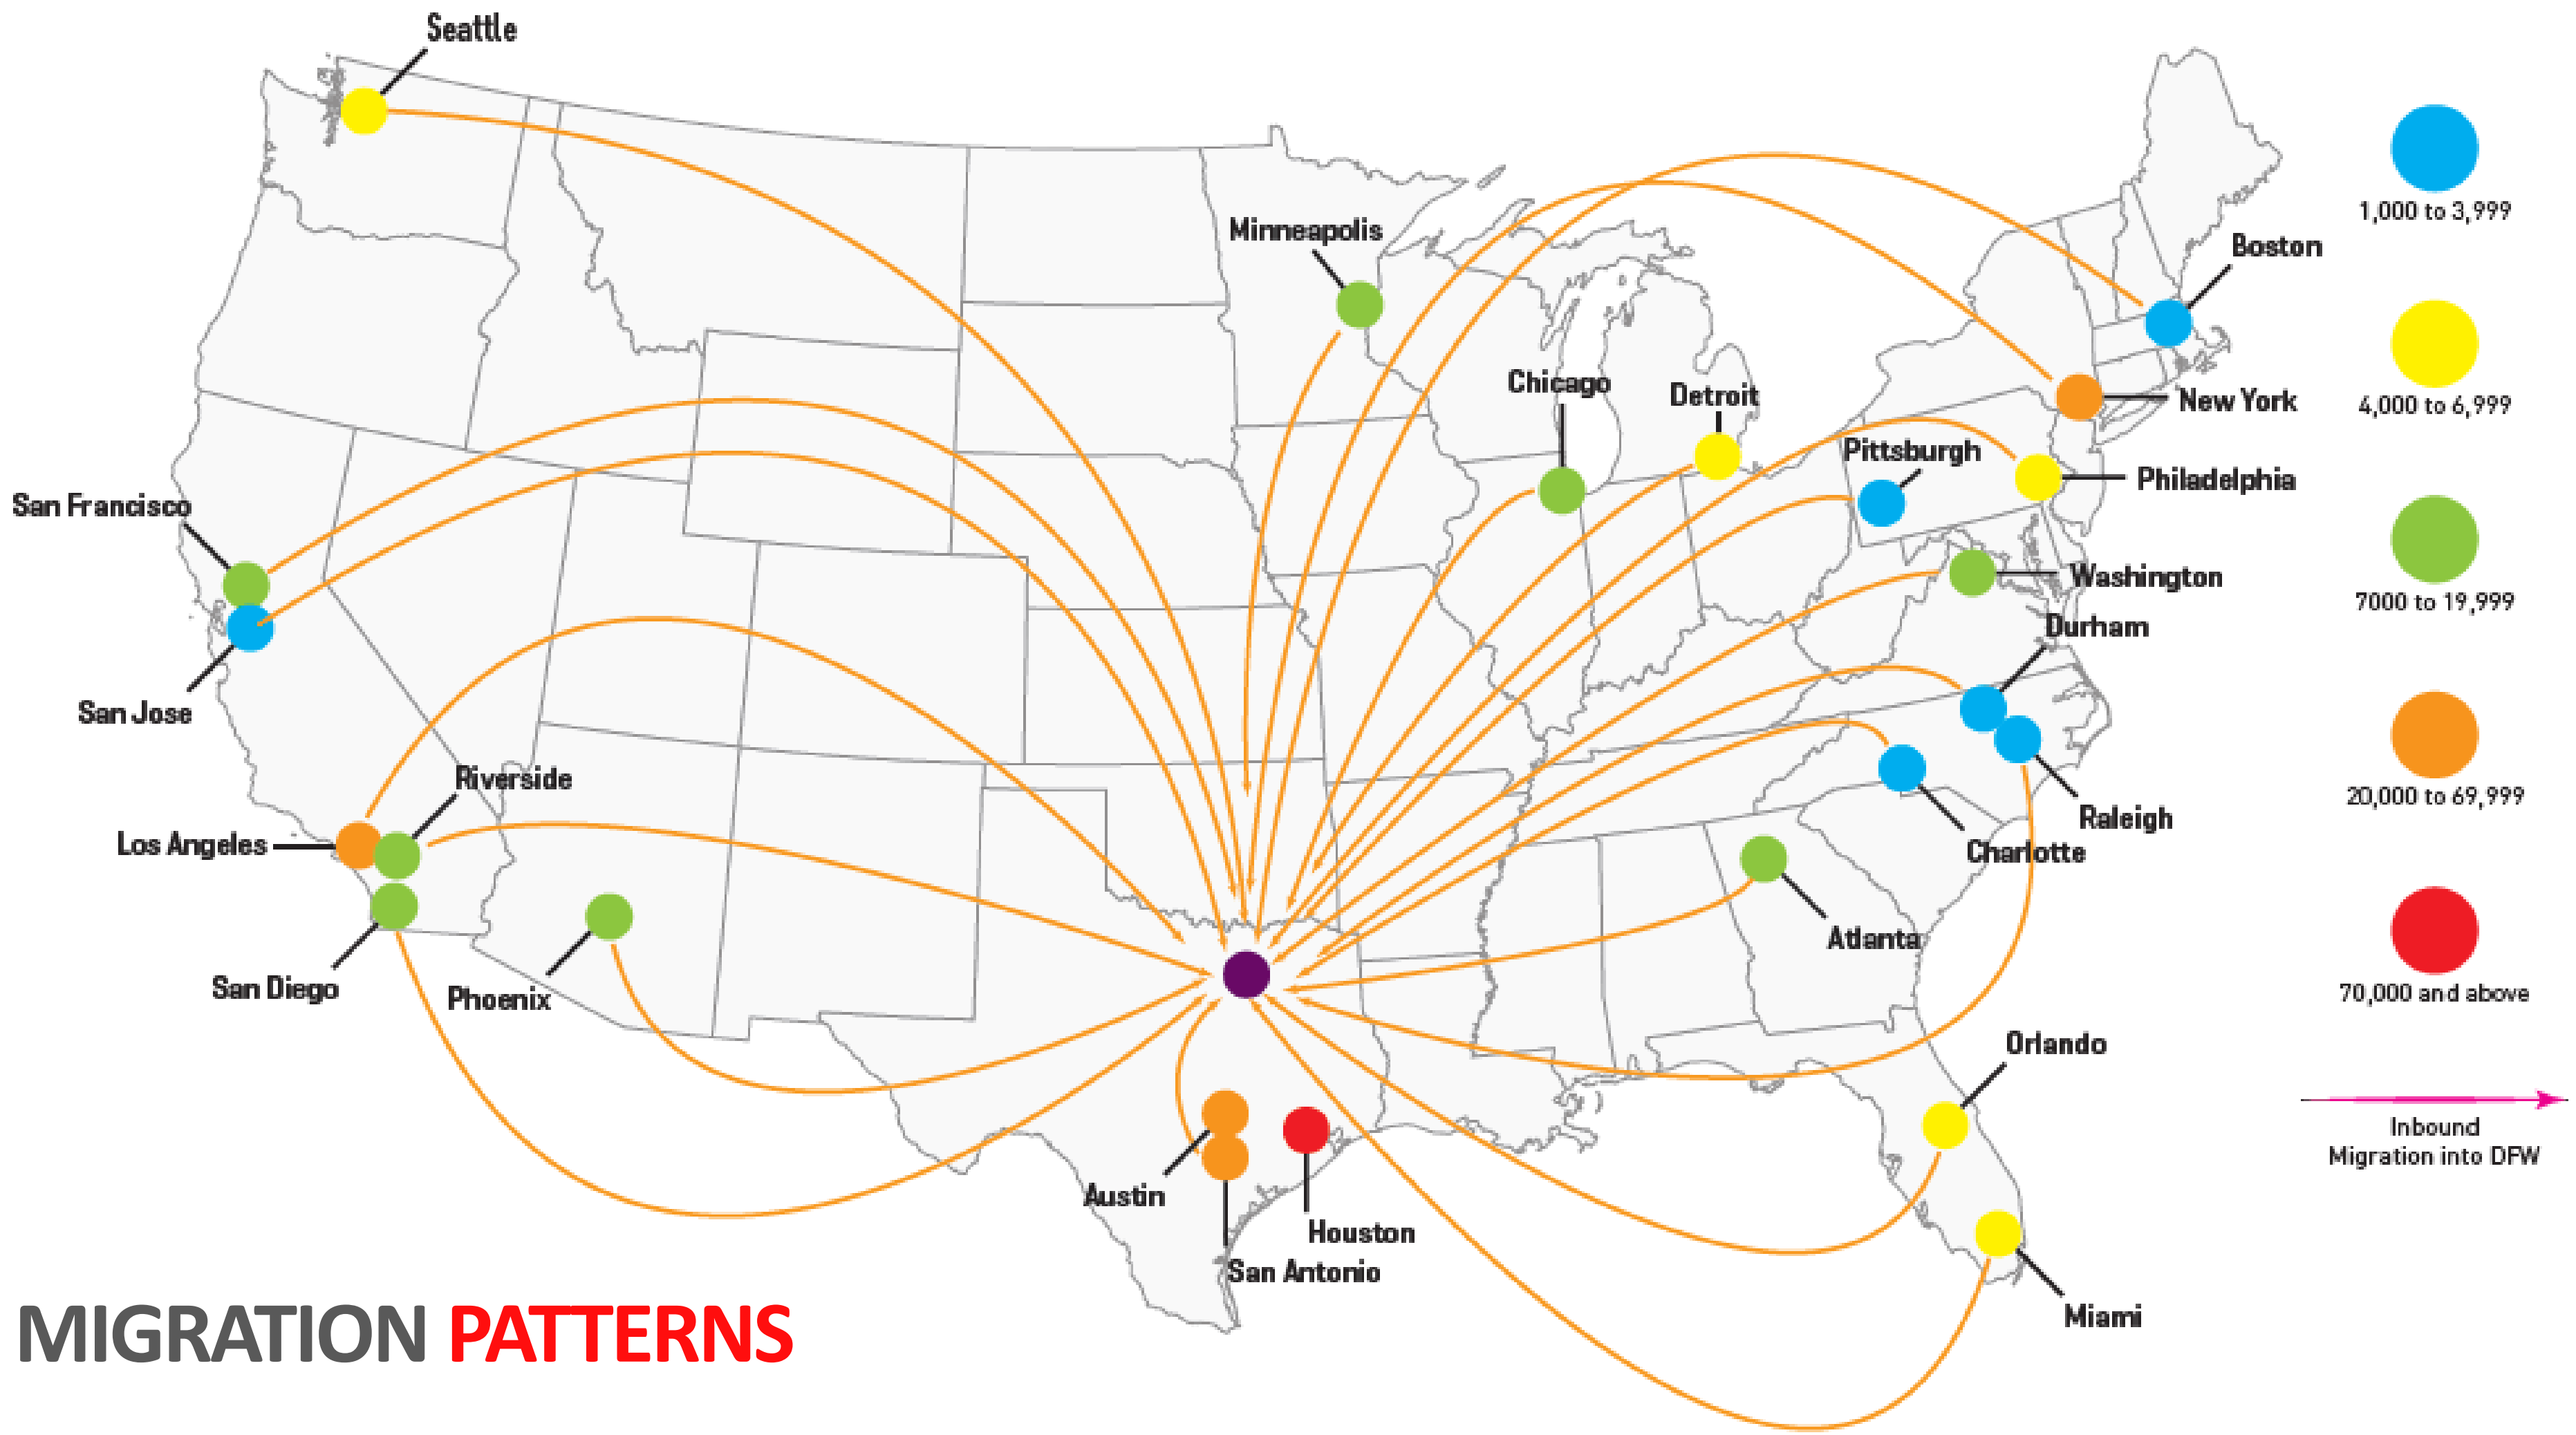 Seattle
Minneapolis
Boston
Chicago
Detroit
New York
Pittsburgh
Philadelphia
San Francisco
Washington
Durham
San Jose
Riverside
Los Angeles
Raleigh
Charlotte
Atlanta
San Diego
Phoenix
Orlando
Austin
Houston
San Antonio
Miami
1,000 to 3,999
4,000 to 6,999
7000 to 19,999
20,000 to 69,999
70,000 and above
Inbound
Migration into DFW
MIGRATION PATTERNS